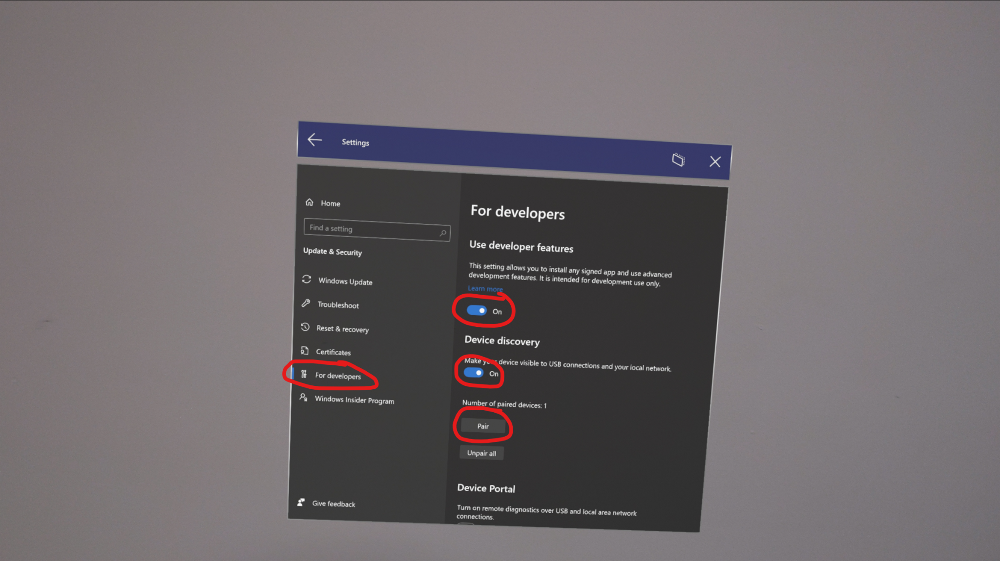 Settings
Home
Find a setting
Update & Security
Windows Update
Troubleshoot
Reset & recovery
Certificates
For developers
Windows Insider Program
Give feedback
For developers
Use developer features
This setting allows you to install any signed app and use advanced
development features. It is intended for development use only.
Learn more
On
Device discovery
Make your device visible to USB connections and your local network.
On
Number of paired devices: 1
Pair
Unpair all
Device Portal
Turn on remote diagnostics over USB and local area network
connections.